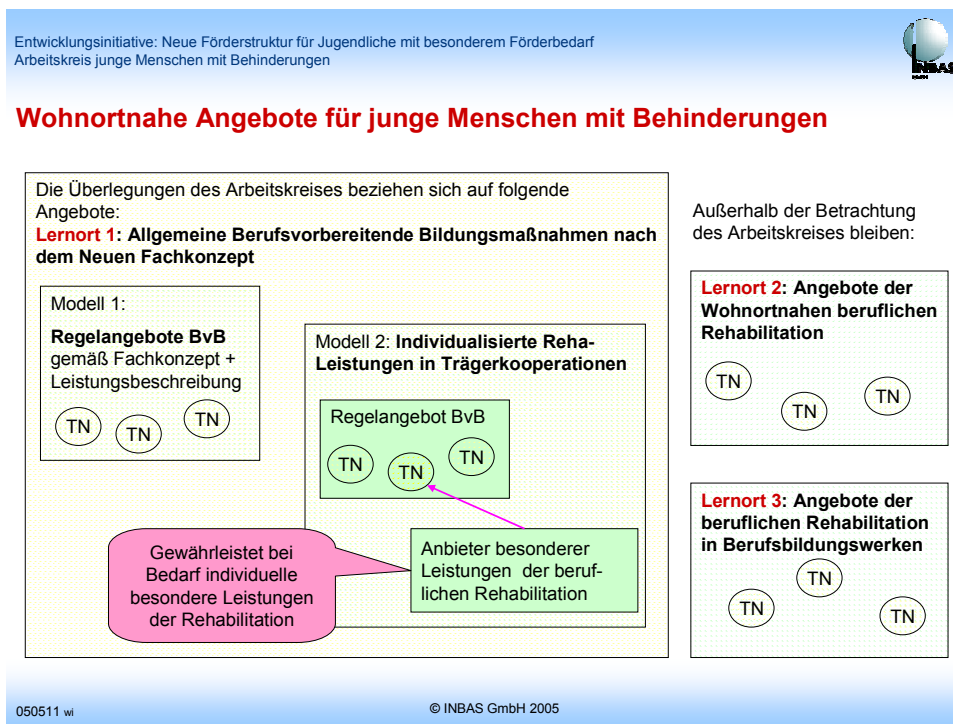 Entwicklungsinitiative: Neue Förderstruktur für Jugendliche mit besonderem Förderbedarf
Arbeitskreis junge Menschen mit Behinderungen
INBAS
Wohnortnahe Angebote für junge Menschen mit Behinderungen
Die Überlegungen des Arbeitskreises beziehen sich auf folgende
Angebote:
Lernort 1: Allgemeine Berufsvorbereitende Bildungsmaßnahmen nach
dem Neuen Fachkonzept
Modell 1:
Regelangebote BvB
gemäß Fachkonzept +
Leistungsbeschreibung
TN
TN
TN
Modell 2: Individualisierte Reha-
Leistungen in Trägerkooperationen
Regelangebot BvB
TN
TN
TN
Gewährleistet bei
Bedarf individuelle
besondere Leistungen
der Rehabilitation
Anbieter besonderer
Leistungen der beruf-
lichen Rehabilitation
Außerhalb der Betrachtung
des Arbeitskreises bleiben:
Lernort 2: Angebote der
Wohnortnahen beruflichen
Rehabilitation
TN
TN
TN
Lernort 3: Angebote der
beruflichen Rehabilitation
in Berufsbildungswerken
TN
TN
TN
050511 wi
© INBAS GmbH 2005